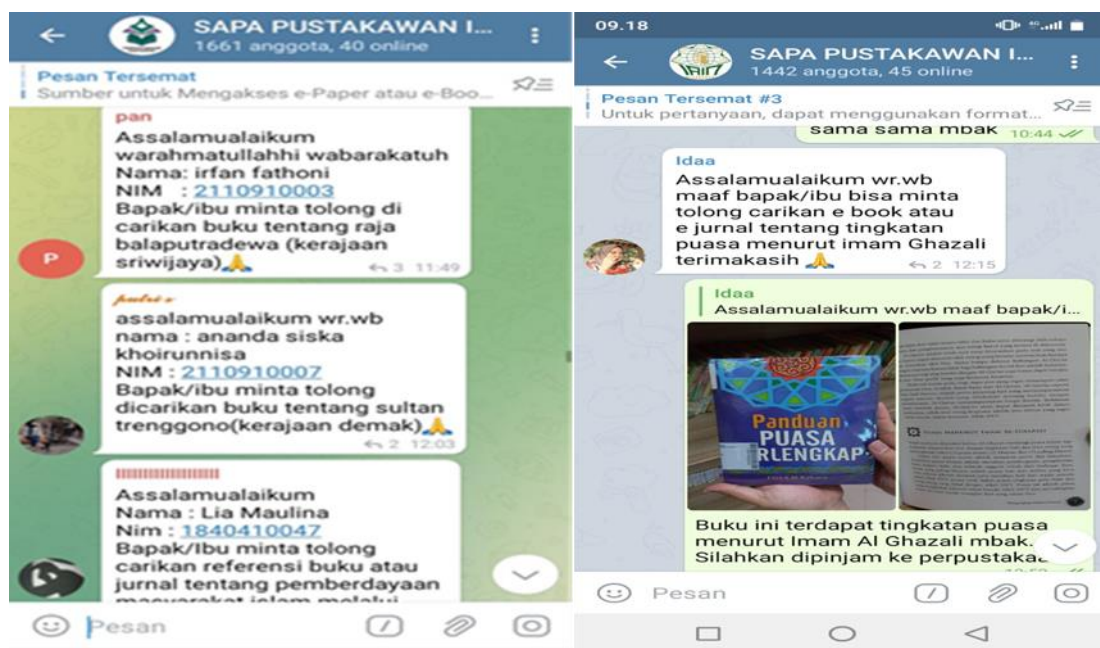 SAPA PUSTAKAWAN I...
1661 anggota, 40 online
Pesan Tersemat
Sumber untuk Mengakses e-Paper atau e-Boo...
pan
Assalamualaikum
warahmatullahhi wabarakatuh
Nama: irfan fathoni
NIM : 2110910003
Bapak/ibu minta tolong di
carikan buku tentang raja
balaputradewa (kerajaan
sriwijaya)🙏
3 11:49
P
putri s
assalamualaikum wr.wb
nama : ananda siska
khoirunnisa
NIM : 2110910007
Bapak/ibu minta tolong
dicarikan buku tentang sultan
trenggono(kerajaan demak)🙏
2 12:03
Assalamualaikum
Nama : Lia Maulina
Nim : 1840410047
Bapak/Ibu minta tolong
carikan referensi buku atau
jurnal tentang pemberdayaan
masyarakat islam melalui
Pesan
09.18
SAPA PUSTAKAWAN I...
1442 anggota, 45 online
IAIN
Pesan Tersemat #3
Untuk pertanyaan, dapat menggunakan format...
sama sama mbak 10:44
Idaa
Assalamualaikum wr.wb
maaf bapak/ibu bisa minta
tolong carikan e book atau
e jurnal tentang tingkatan
puasa menurut imam Ghazali
terimakasih 🙏
2 12:15
Idaa
Assalamualaikum wr.wb maaf bapak/i...
Panduan
PUASA
RLENGKAP
Buku ini terdapat tingkatan puasa
menurut Imam Al Ghazali mbak.
Silahkan dipinjam ke perpustakaa
Pesan